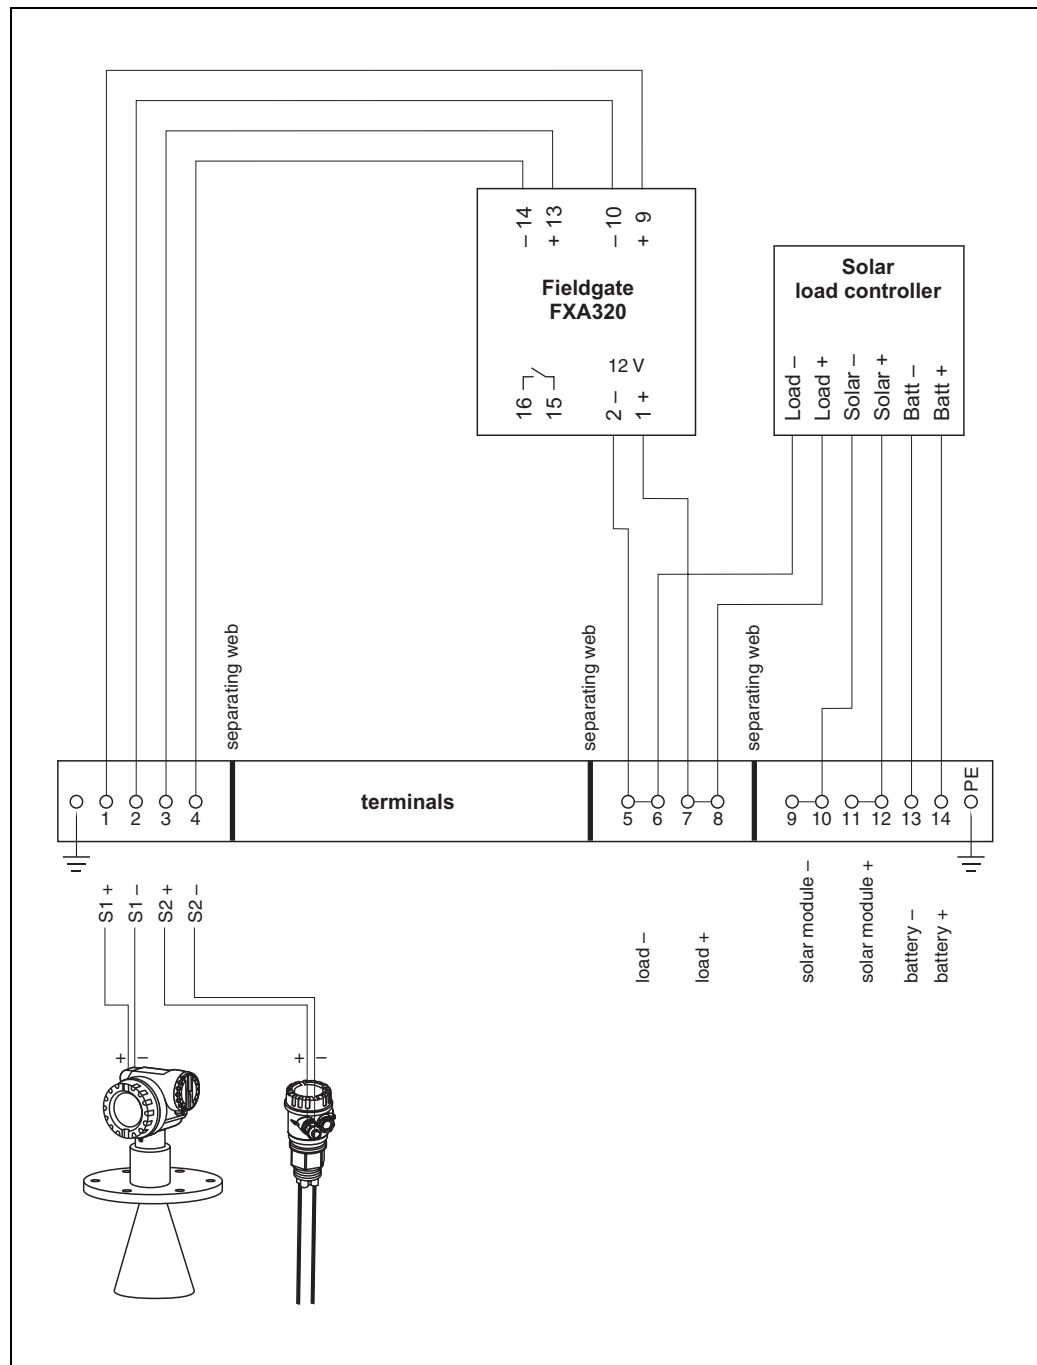 – 14
+ 13
– 10
+ 9
Fieldgate
FXA320
12 V
16
15
2 –
1 +
Solar
load controller
Load –
Load +
Solar –
Solar +
Batt –
Batt +
separating web
separating web
separating web
terminals
1
2
3
4
5
6
7
8
9
10
11
12
13
14
PE
S1 +
S1 –
S2 +
S2 –
load –
load +
solar module –
solar module +
battery –
battery +
+ –
+ –